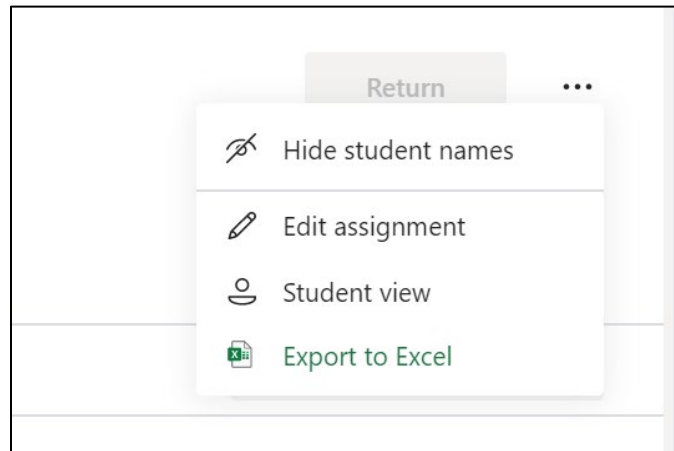 Return
Hide student names
Edit assignment
Student view
Export to Excel